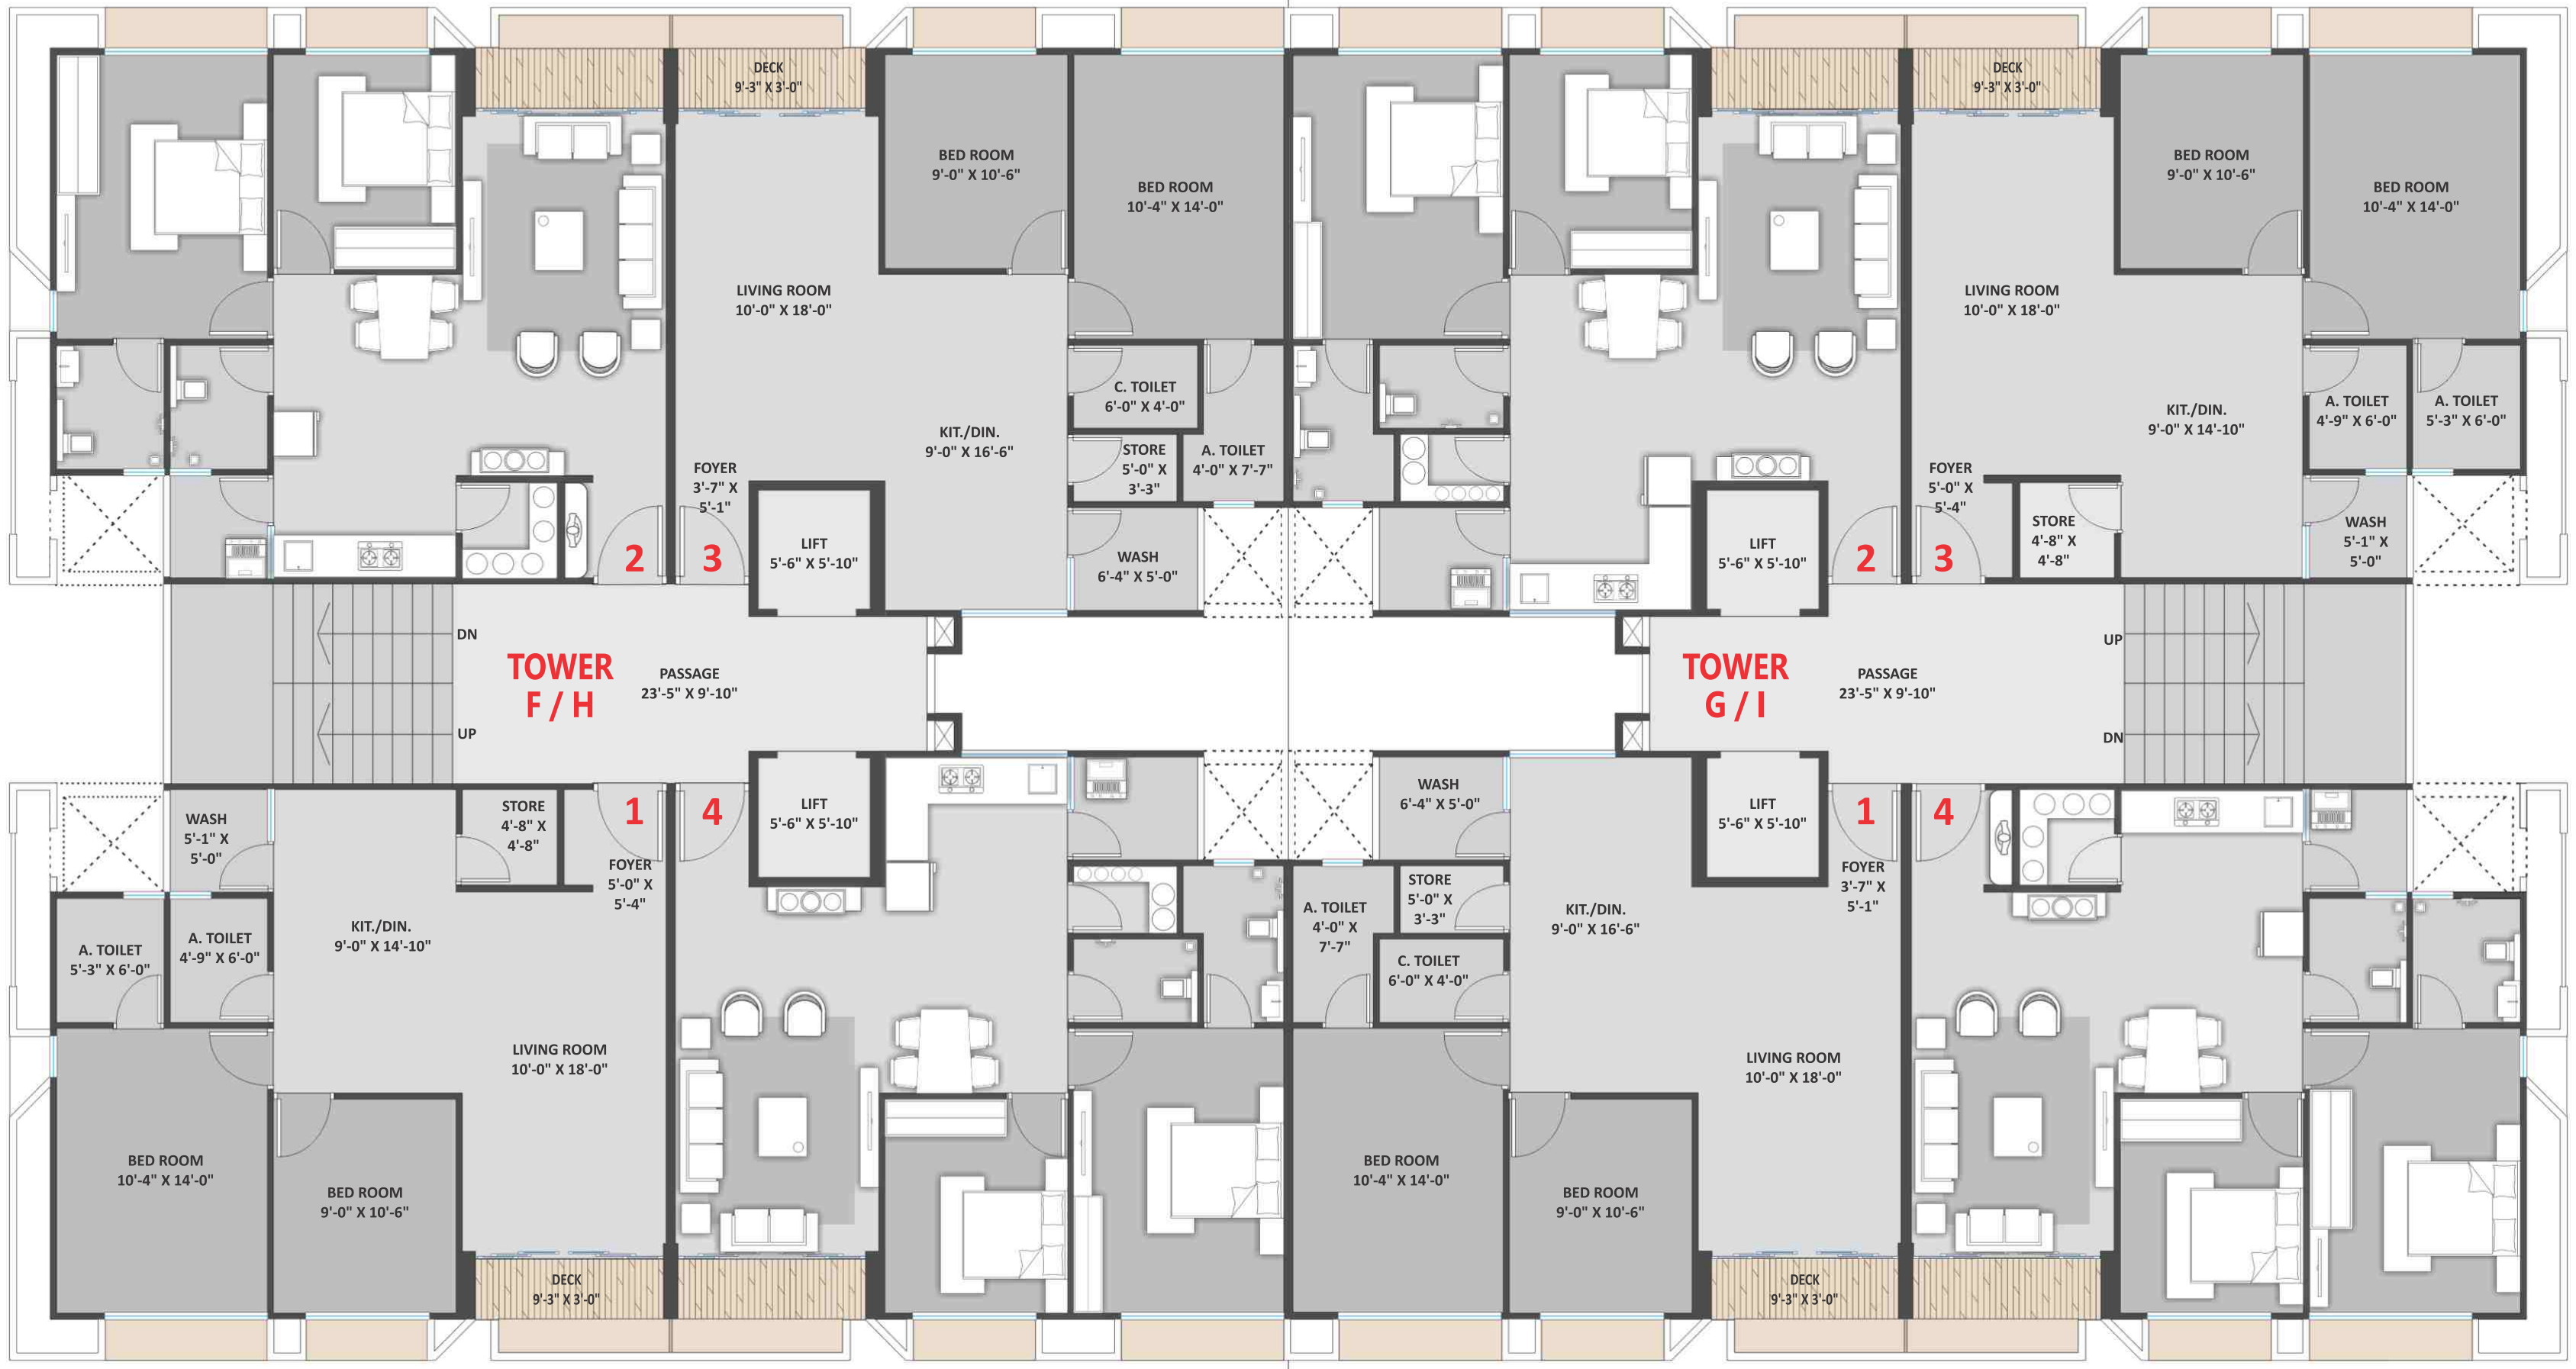 DECK
9'-3" X 3'-0"
BED ROOM
9'-0" X 10'-6"
BED ROOM
10'-4" X 14'-0"
LIVING ROOM
10'-0" X 18'-0"
C. TOILET
6'-0" X 4'-0"
KIT./DIN.
9'-0" X 16'-6"
STORE
5'-0" X
3'-3"
A. TOILET
4'-0" X 7'-7"
FOYER
3'-7" X
5'-1"
2
3
LIFT
5'-6" X 5'-10"
WASH
6'-4" X 5'-0"
DECK
9'-3" X 3'-0"
BED ROOM
9'-0" X 10'-6"
BED ROOM
10'-4" X 14'-0"
LIVING ROOM
10'-0" X 18'-0"
KIT./DIN.
9'-0" X 14'-10"
A. TOILET
4'-9" X 6'-0"
A. TOILET
5'-3" X 6'-0"
FOYER
5'-0" X
5'-4"
LIFT
5'-6" X 5'-10"
2
3
STORE
4'-8" X
4'-8"
WASH
5'-1" X
5'-0"
DN
UP
TOWER
F / H
PASSAGE
23'-5" X 9'-10"
TOWER
G / I
PASSAGE
23'-5" X 9'-10"
UP
DN
WASH
5'-1" X
5'-0"
STORE
4'-8" X
4'-8"
1
4
FOYER
5'-0" X
5'-4"
LIFT
5'-6" X 5'-10"
A. TOILET
5'-3" X 6'-0"
A. TOILET
4'-9" X 6'-0"
KIT./DIN.
9'-0" X 14'-10"
LIVING ROOM
10'-0" X 18'-0"
BED ROOM
10'-4" X 14'-0"
BED ROOM
9'-0" X 10'-6"
DECK
9'-3" X 3'-0"
WASH
6'-4" X 5'-0"
LIFT
5'-6" X 5'-10"
1
4
FOYER
3'-7" X
5'-1"
STORE
5'-0" X
3'-3"
A. TOILET
4'-0" X
7'-7"
C. TOILET
6'-0" X 4'-0"
KIT./DIN.
9'-0" X 16'-6"
LIVING ROOM
10'-0" X 18'-0"
BED ROOM
10'-4" X 14'-0"
BED ROOM
9'-0" X 10'-6"
DECK
9'-3" X 3'-0"